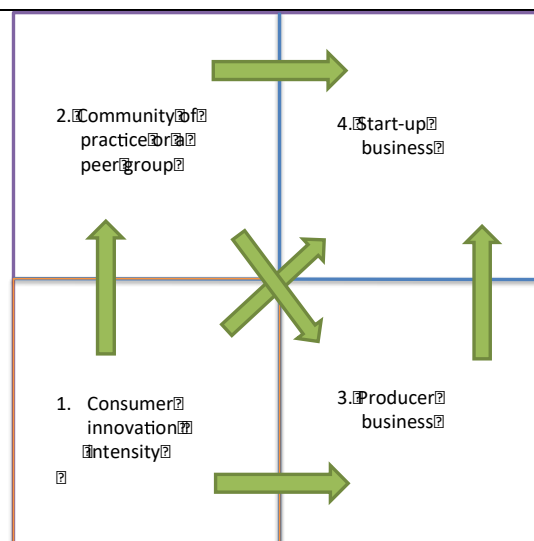 2.⍰Community⍰of⍰
practice⍰or⍰a⍰
peer⍰group⍰
4.⍰Start-up⍰
business⍰
1. Consumer⍰
innovation⍰⍰
⍰intensity⍰
⍰
3.⍰Producer⍰
business⍰